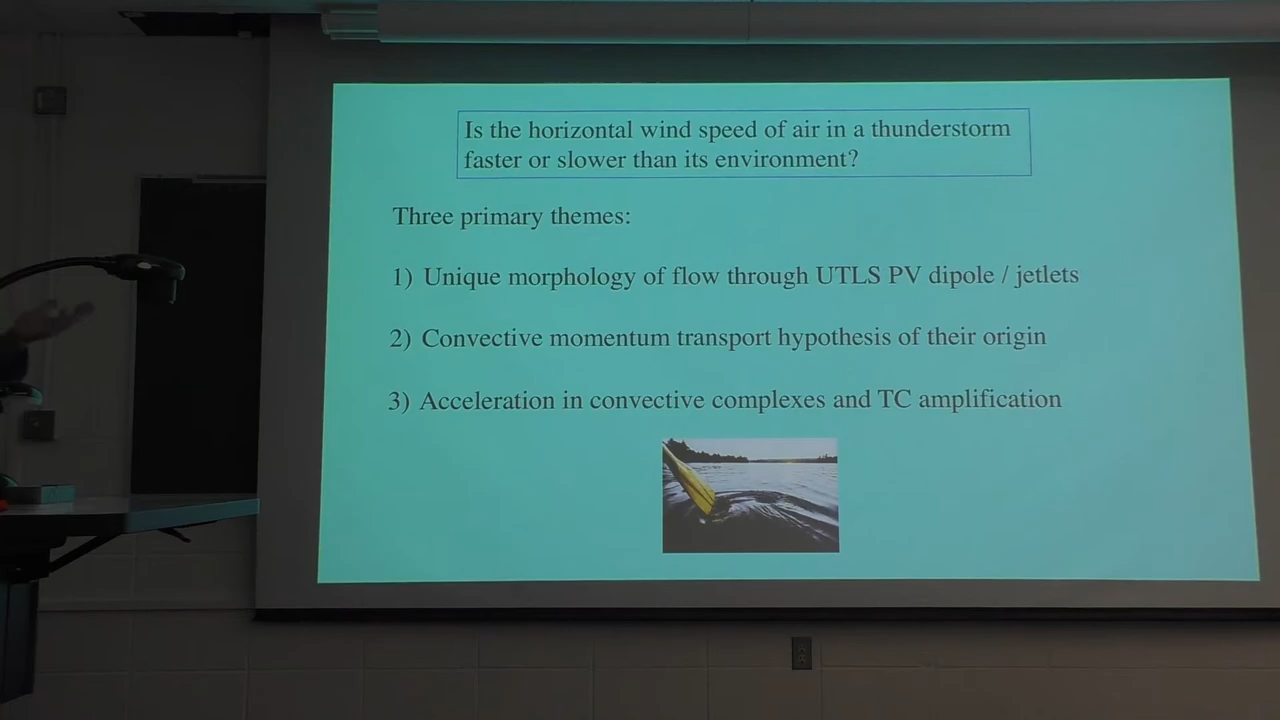 Is the horizontal wind speed of air in a thunderstorm
faster or slower than its environment?
Three primary themes:
1) Unique morphology of flow through UTLS PV dipole / jetlets
2) Convective momentum transport hypothesis of their origin
3) Acceleration in convective complexes and TC amplification